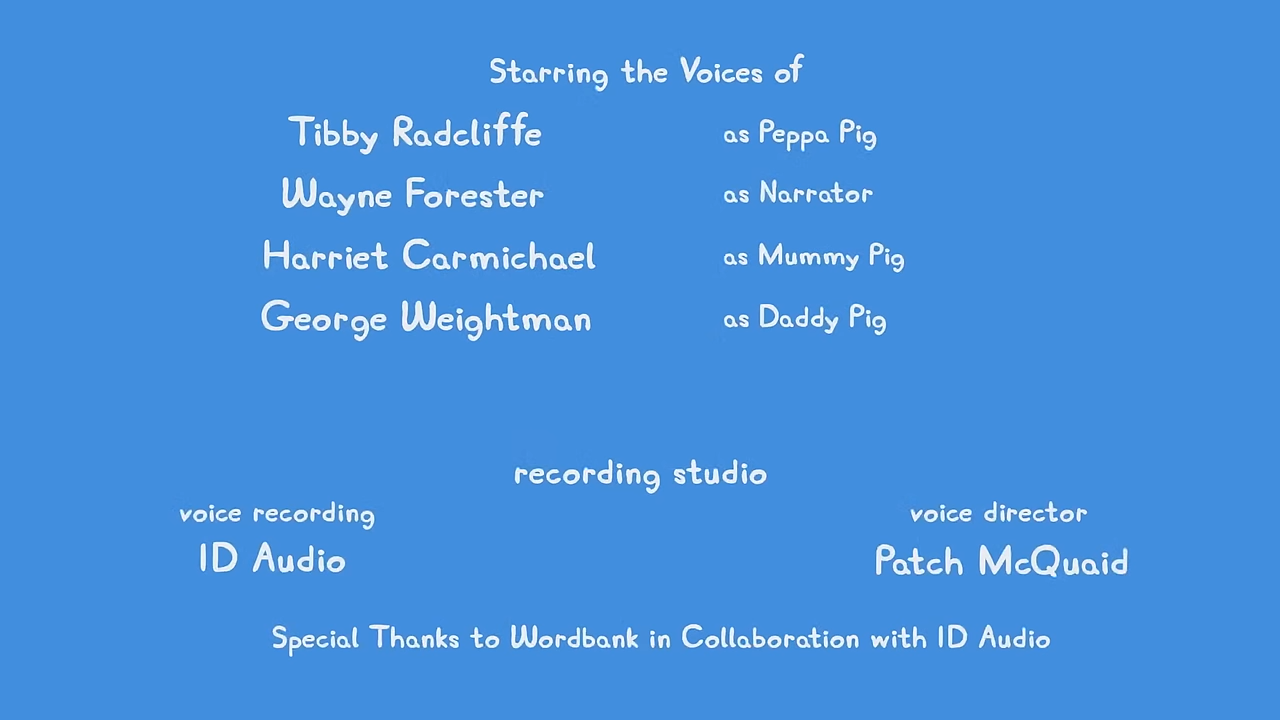 Starring the Voices of
Tibby Radcliffe as Peppa Pig
Wayne Forester as Narrator
Harriet Carmichael as Mummy Pig
George Weightman as Daddy Pig
recording studio
voice recording voice director
ID Audio Patch McQuaid
Special Thanks to Wordbank in Collaboration with ID Audio